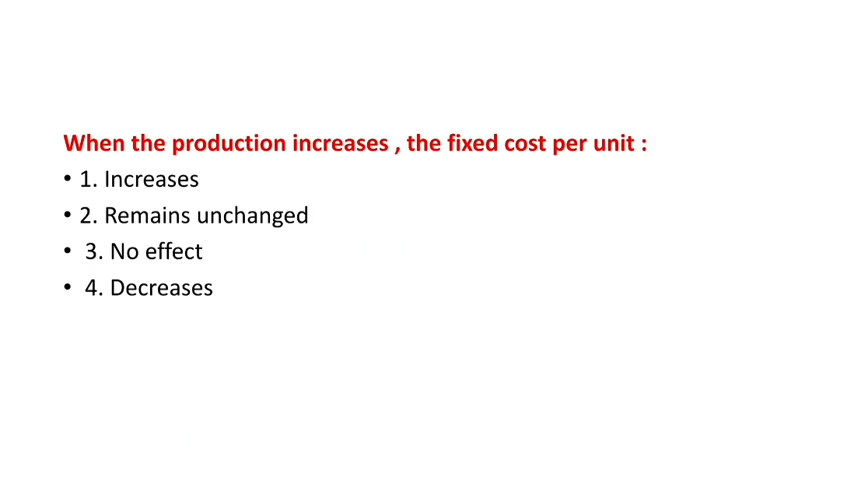 When the production increases , the fixed cost per unit :
• 1. Increases
• 2. Remains unchanged
• 3. No effect
• 4. Decreases